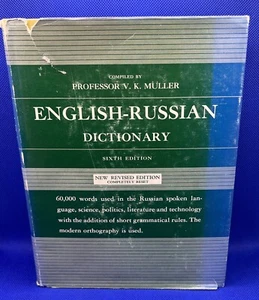 COMPILED BY
PROFESSOR V. K. MULLER
ENGLISH-RUSSIAN
DICTIONARY
SIXTH EDITION
NEW REVISED EDITION
COMPLETELY RESET
60,000 words used in the Russian spoken lan-
guage, science, politics, literature and technology
with the addition of short grammatical rules. The
modern orthography is used.